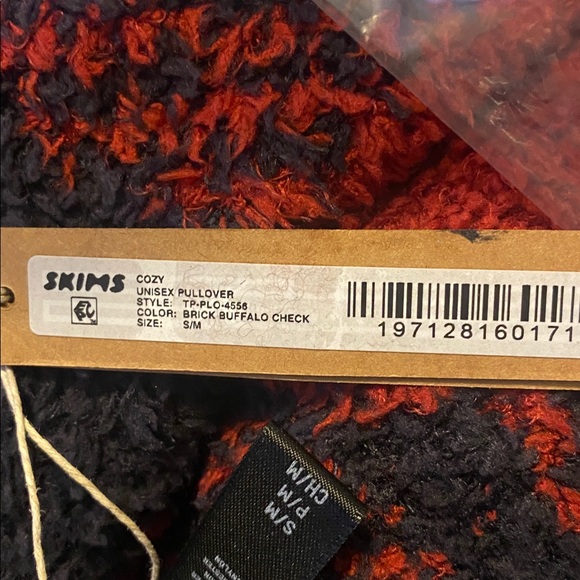 SKIMS
COZY
UNISEX PULLOVER
STYLE: TP-PLO-4556
COLOR: BRICK BUFFALO CHECK
SIZE: S/M
197128160171
S/M
P/M
CH/M